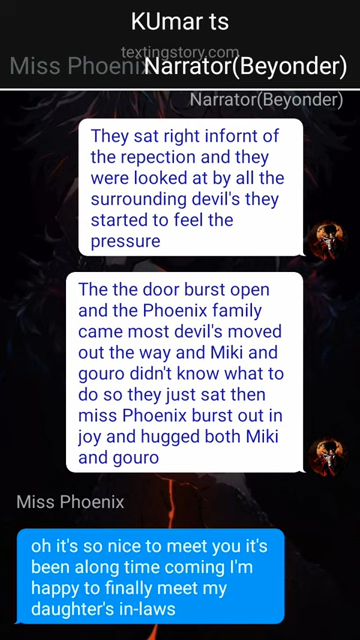 KUmar ts
textingstory.com
Miss Phoenix Narrator(Beyonder)
Narrator(Beyonder)
They sat right infornt of
the repection and they
were looked at by all the
surrounding devil's they
started to feel the
pressure
The the door burst open
and the Phoenix family
came most devil's moved
out the way and Miki and
gouro didn't know what to
do so they just sat then
miss Phoenix burst out in
joy and hugged both Miki
and gouro
Miss Phoenix
oh it's so nice to meet you it's
been along time coming I'm
happy to finally meet my
daughter's in-laws